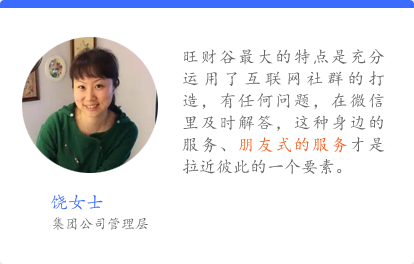 旺财谷最大的特点是充分
运用了互联网社群的打
造，有任何问题，在微信
里及时解答，这种身边的
服务、朋友式的服务才是
拉近彼此的一个要素。
饶女士
集团公司管理层